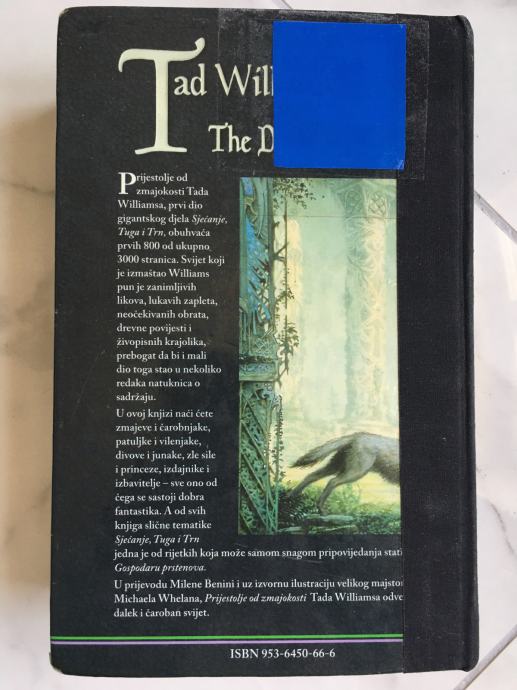 Tad Will
The D
Prijestolje od
zmajokosti Tada
Williamsa, prvi dio
gigantskog djela Sjećanje,
Tuga i Trn, obuhvaća
prvih 800 od ukupno
3000 stranica. Svijet koji
je izmaštao Williams
pun je zanimljivih
likova, lukavih zapleta,
neočekivanih obrata,
drevne povijesti i
živopisnih krajolika,
prebogat da bi i mali
dio toga stao u nekoliko
redaka natuknica o
sadržaju.
U ovoj knjizi naći ćete
zmajeve i čarobnjake,
patuljke i vilenjake,
divove i junake, zle sile
i princeze, izdajnike i
izbavitelje – sve ono od
čega se sastoji dobra
fantastika. A od svih
knjiga slične tematike
Sjećanje, Tuga i Trn
jedna je od rijetkih koja može samom snagom pripovijedanja stati
Gospodaru prstenova.
U prijevodu Milene Benini i uz izvornu ilustraciju velikog majstor
Michaela Whelana, Prijestolje od zmajokosti Tada Williamsa odve
dalek i čaroban svijet.
ISBN 953-6450-66-6